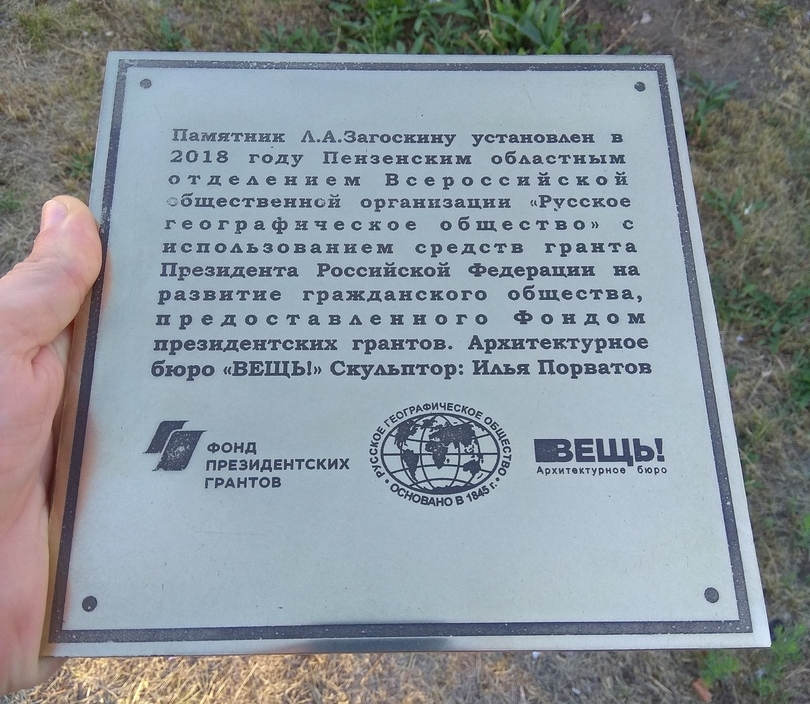 Памятник Л.А.Загоскину установлен в
2018 году Пензенским областным
отделением Всероссийской
общественной организации «Русское
географическое общество» с
использованием средств гранта
Президента Российской Федерации на
развитие гражданского общества,
предоставленного Фондом
президентских грантов. Архитектурное
бюро «ВЕЩЬ!» Скульптор: Илья Порватов
ФОНД
ПРЕЗИДЕНТСКИХ
ГРАНТОВ
РУССКОЕ ГЕОГРАФИЧЕСКОЕ ОБЩЕСТВО
• ОСНОВАНО В 1845 г. •
ВЕЩЬ!
Архитектурное бюро